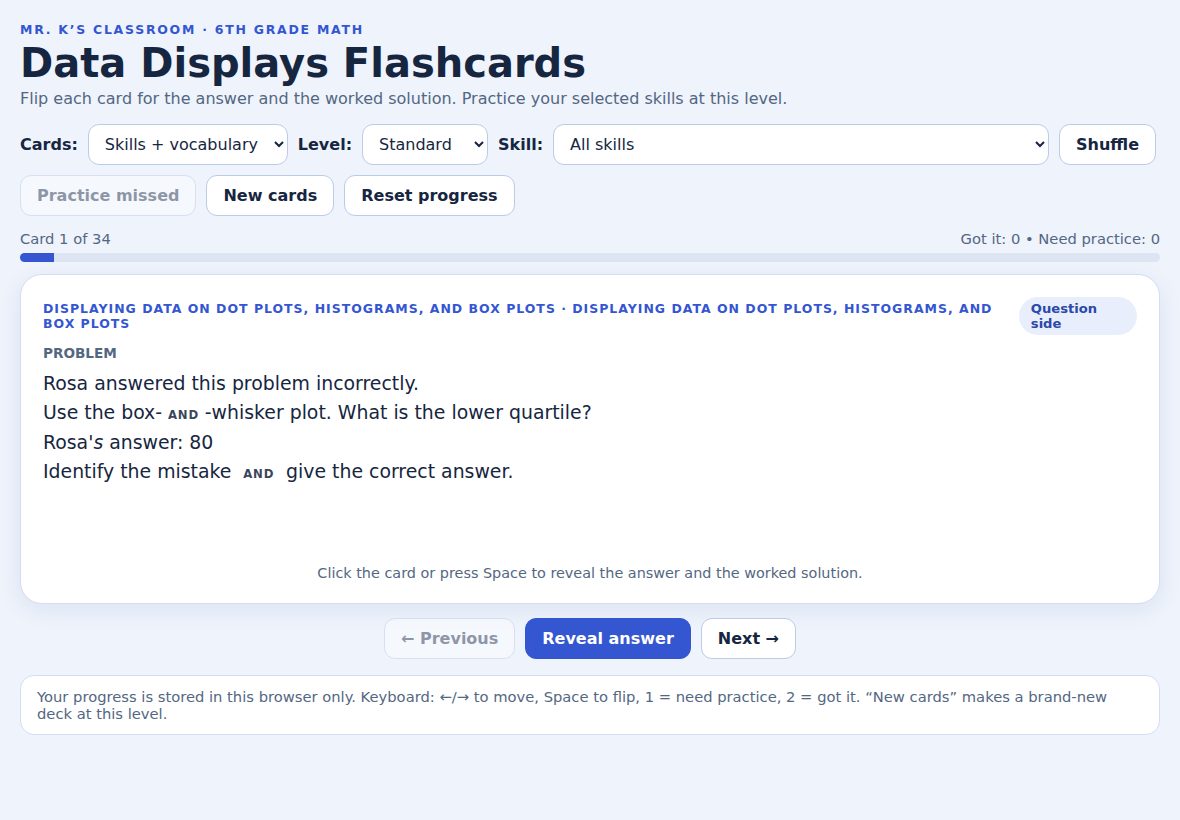 MR. K’S CLASSROOM · 6TH GRADE MATH
Data Displays Flashcards
Flip each card for the answer and the worked solution. Practice your selected skills at this level.
Cards: Skills + vocabulary Level: Standard Skill: All skills Shuffle
Practice missed New cards Reset progress
Card 1 of 34 Got it: 0 • Need practice: 0
DISPLAYING DATA ON DOT PLOTS, HISTOGRAMS, AND BOX PLOTS · DISPLAYING DATA ON DOT PLOTS, HISTOGRAMS, AND
BOX PLOTS
Question
side
PROBLEM
Rosa answered this problem incorrectly.
Use the box- AND -whisker plot. What is the lower quartile?
Rosa's answer: 80
Identify the mistake AND give the correct answer.
Click the card or press Space to reveal the answer and the worked solution.
← Previous Reveal answer Next →
Your progress is stored in this browser only. Keyboard: ←/→ to move, Space to flip, 1 = need practice, 2 = got it. “New cards” makes a brand-new
deck at this level.